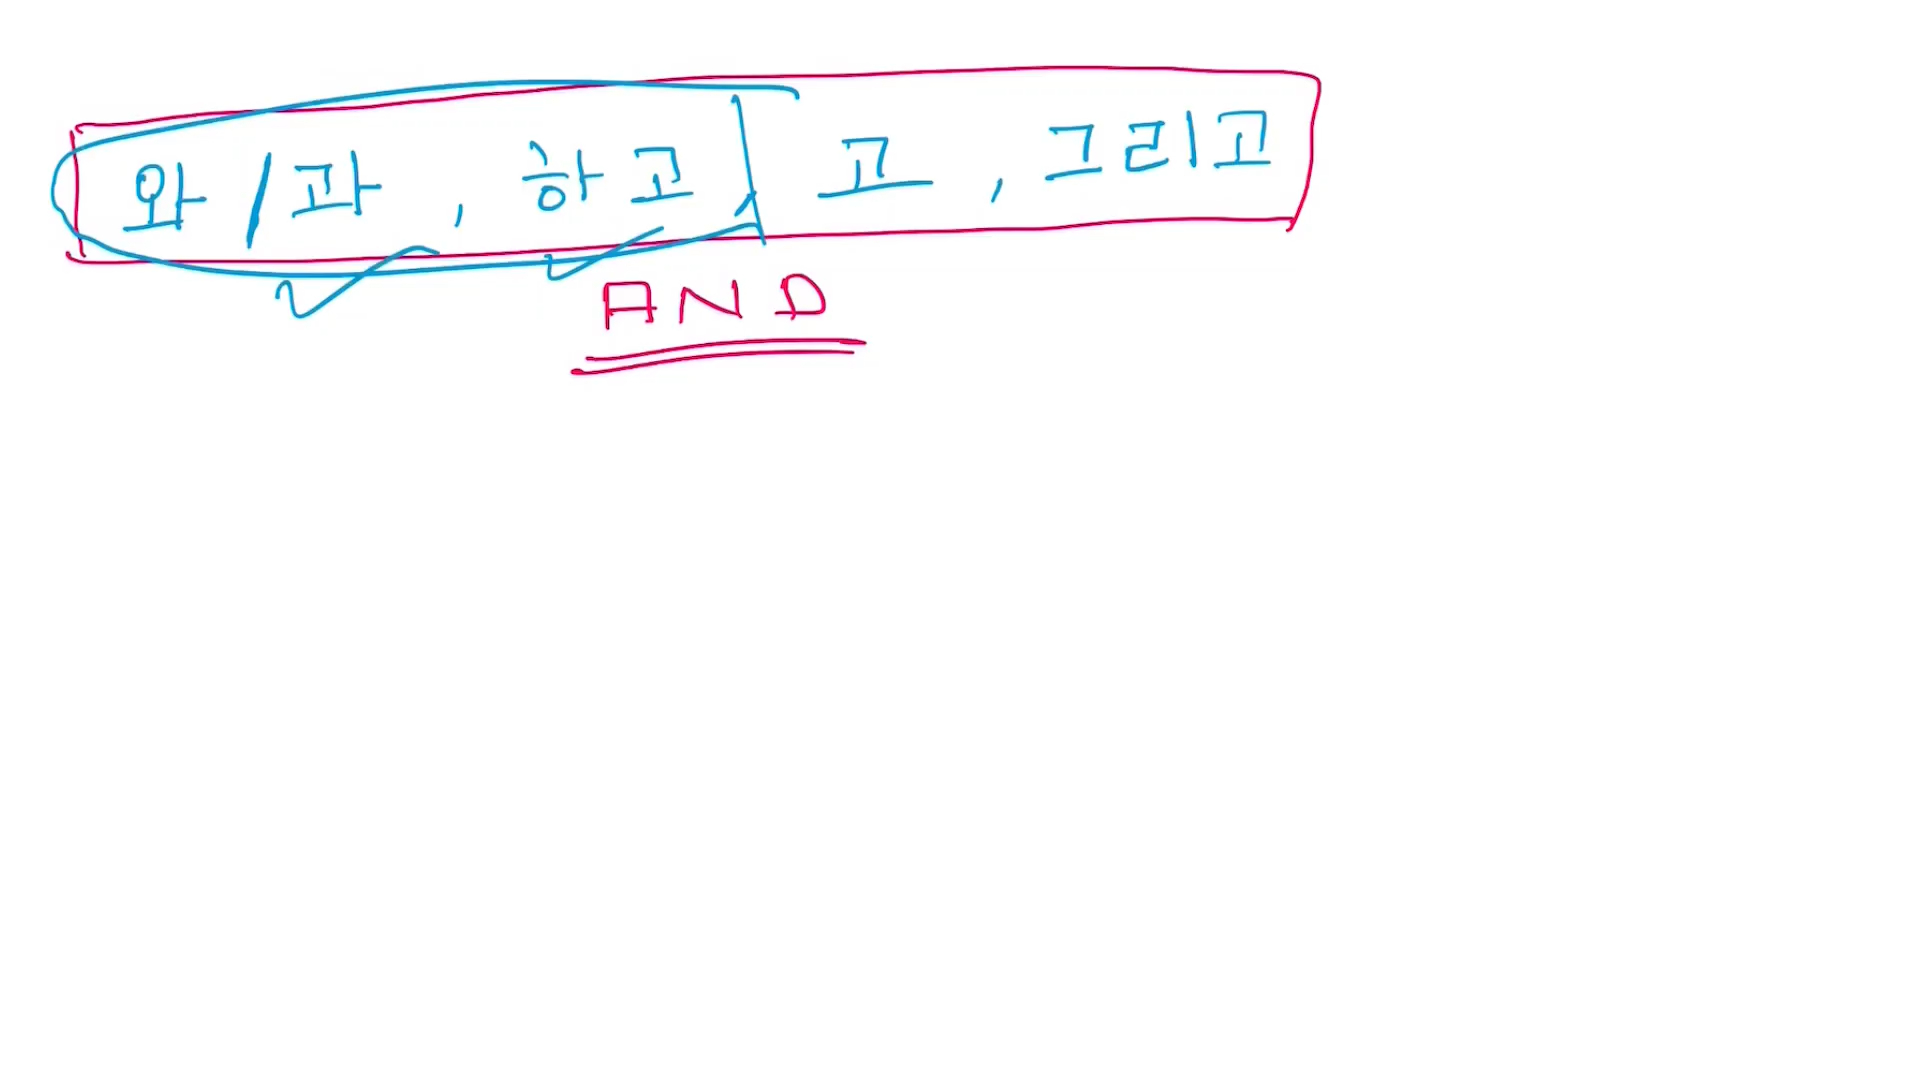 와/과, 하고, 고, 그리고
AND